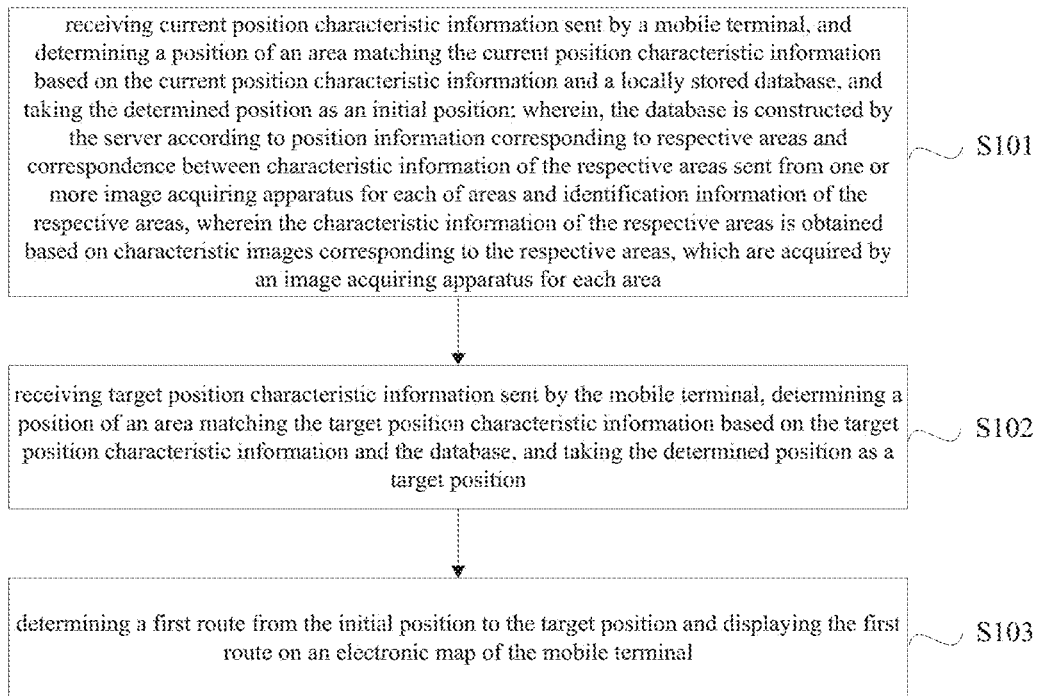 receiving current position characteristic information sent by a mobile terminal, and
determining a position of an area matching the current position characteristic information
based on the current position characteristic information and a locally stored database, and
taking the determined position as an initial position; wherein, the database is constructed by
the server according to position information corresponding to respective areas and
correspondence between characteristic information of the respective areas sent from one or
more image acquiring apparatus for each of areas and identification information of the
respective areas, wherein the characteristic information of the respective areas is obtained
based on characteristic images corresponding to the respective areas, which are acquired by
an image acquiring apparatus for each area
S101
receiving target position characteristic information sent by the mobile terminal, determining a
position of an area matching the target position characteristic information based on the target
position characteristic information and the database, and taking the determined position as a
target position
S102
determining a first route from the initial position to the target position and displaying the first
route on an electronic map of the mobile terminal
S103